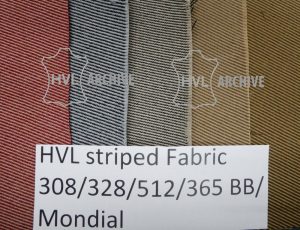 HVL ARCHIVE HVL ARCHIVE
HVL striped Fabric
308/328/512/365 BB/
Mondial